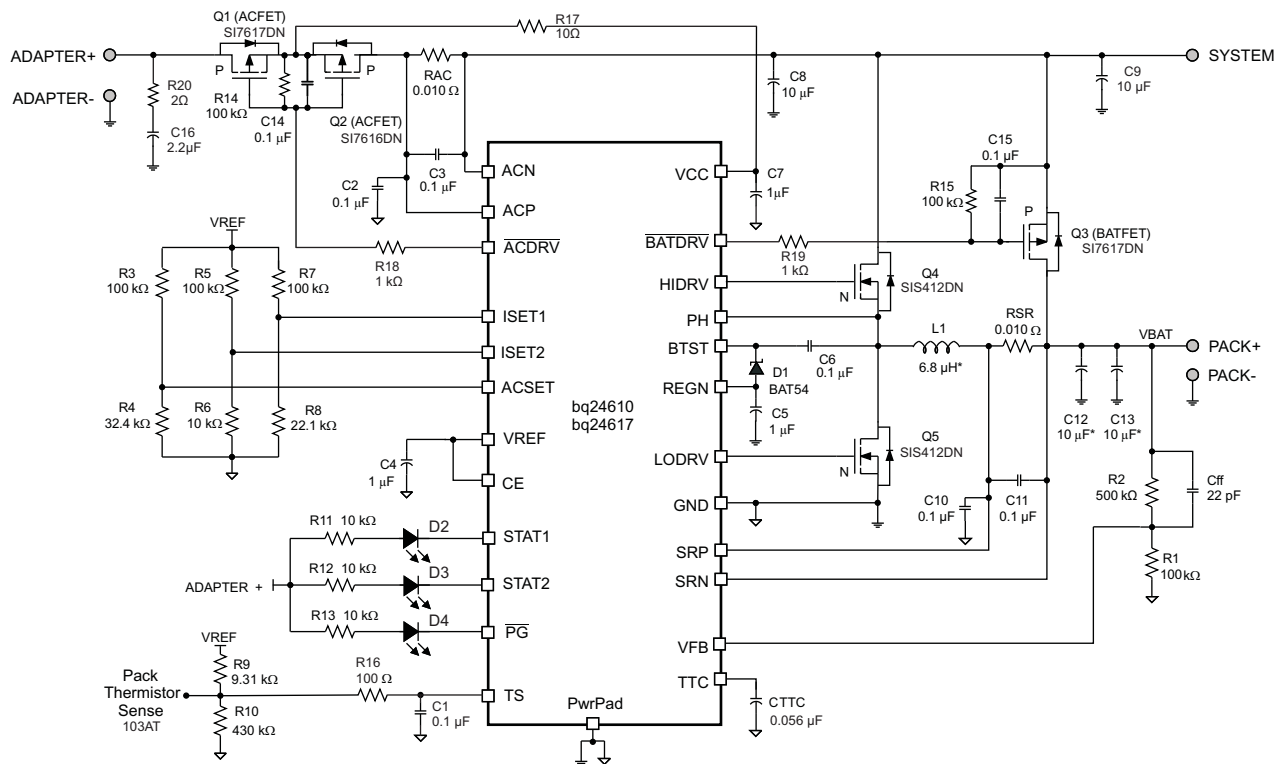 Q1 (ACFET)
SI7617DN
R17
10Ω
ADAPTER+
P
P
RAC
0.010 Ω
SYSTEM
ADAPTER-
R20
2Ω
R14
100 kΩ
C14
0.1 µF
Q2 (ACFET)
SI7616DN
C8
10 µF
C9
10 µF
C16
2.2µF
C3
0.1 µF
C2
0.1 µF
ACN
VCC
C7
1µF
C15
0.1 µF
R15
100 kΩ
P
Q3 (BATFET)
SI7617DN
ACP
VREF
ACDRV
R18
1 kΩ
BATDRV
R19
1 kΩ
R3
100 kΩ
R5
100 kΩ
R7
100 kΩ
HIDRV
N
Q4
SIS412DN
ISET1
PH
L1
6.8 µH*
RSR
0.010 Ω
VBAT
ISET2
BTST
C6
0.1 µF
PACK+
ACSET
REGN
D1
BAT54
PACK-
R4
32.4 kΩ
R6
10 kΩ
R8
22.1 kΩ
bq24610
bq24617
C5
1 µF
C12
10 µF*
C13
10 µF*
VREF
LODRV
N
Q5
SIS412DN
C4
1 µF
CE
R2
500 kΩ
Cff
22 pF
GND
C10
0.1 µF
C11
0.1 µF
R11 10 kΩ
D2
STAT1
SRP
R12 10 kΩ
D3
STAT2
SRN
R1
100 kΩ
ADAPTER +
R13 10 kΩ
D4
PG
VFB
VREF
R9
9.31 kΩ
Pack
Thermistor
Sense
103AT
R16
100 Ω
TS
TTC
R10
430 kΩ
C1
0.1 µF
PwrPad
CTTC
0.056 µF